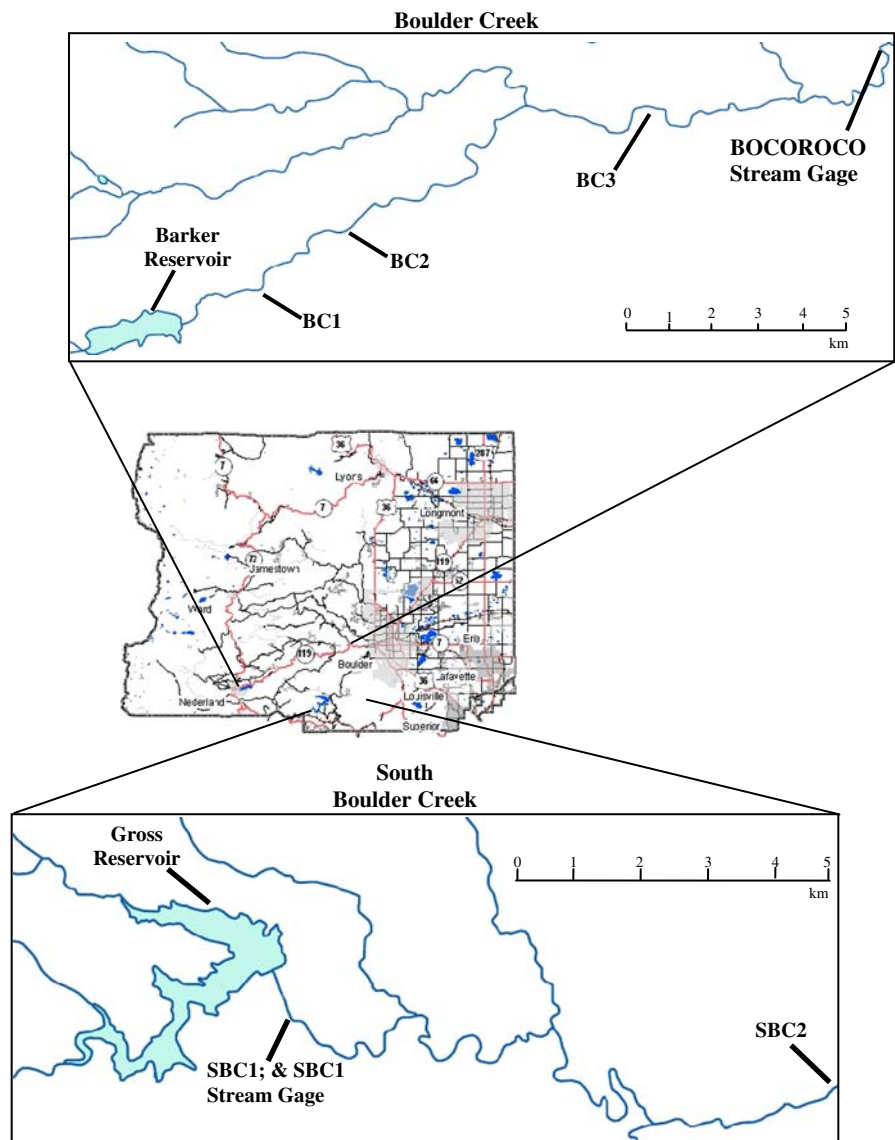 Boulder Creek
Barker
Reservoir
BC1
BC2
BC3
BOCOROCO
Stream Gage
0 1 2 3 4 5
km
36
7
Lyons
287
66
7
36
Longmont
119
72
Jamestown
52
Ward
119
Boulder
7
Erie
36
Lafayette
Nederland
Louisville
Superior
South
Boulder Creek
Gross
Reservoir
0 1 2 3 4 5
km
SBC2
SBC1; & SBC1
Stream Gage